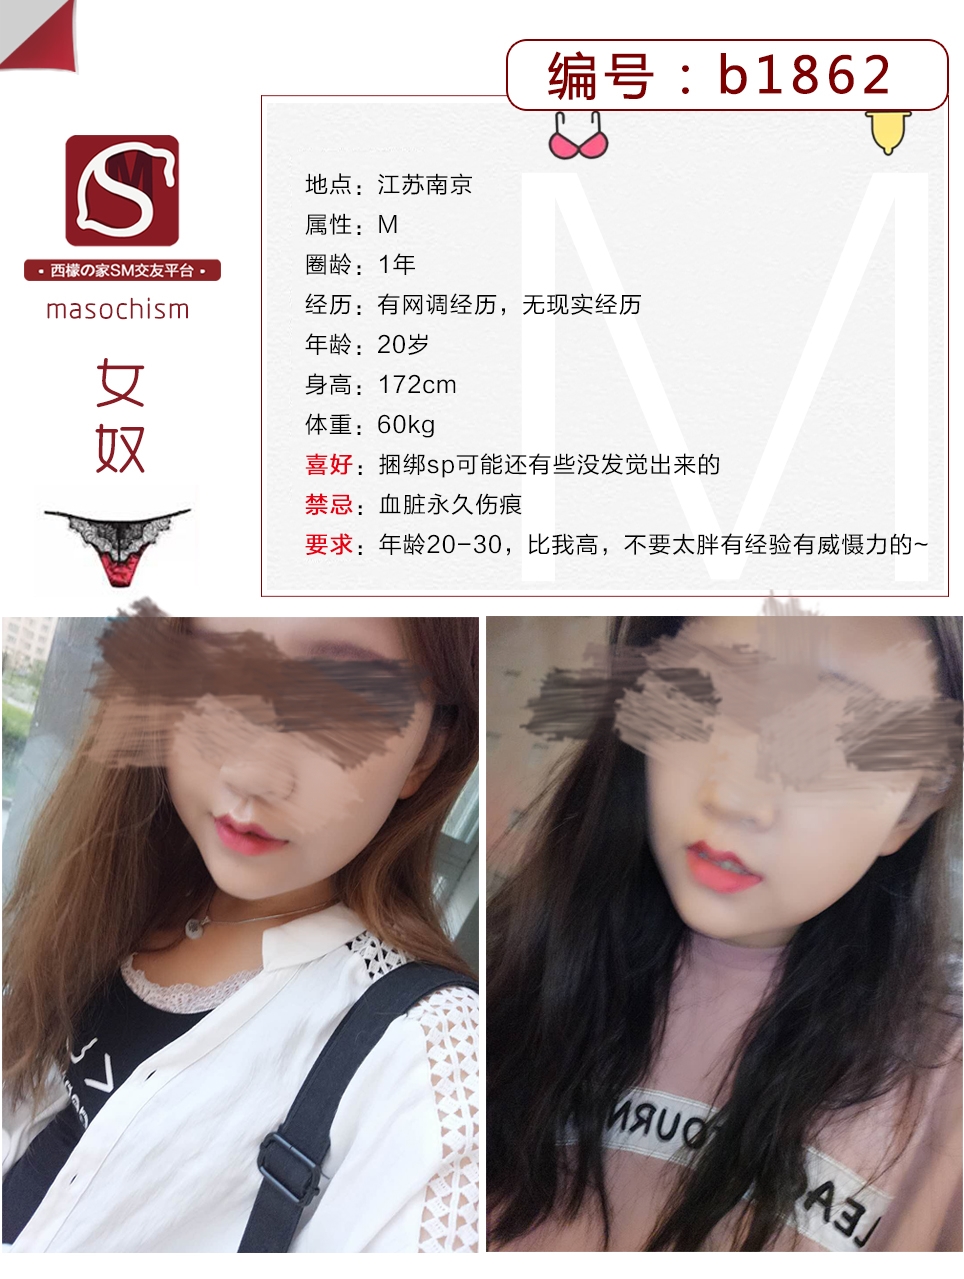 编号：b1862
SM
·西檬の家SM交友平台·
masochism
女
奴
M
地点：江苏南京
属性：M
圈龄：1年
经历：有网调经历，无现实经历
年龄：20岁
身高：172cm
体重：60kg
喜好：捆绑sp可能还有些没发觉出来的
禁忌：血脏永久伤痕
要求：年龄20-30，比我高，不要太胖有经验有威慑力的~